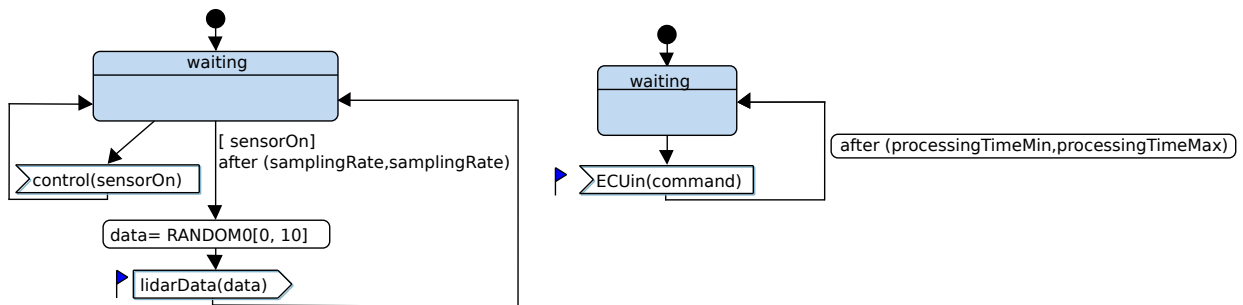 waiting
[ sensorOn]
after (samplingRate,samplingRate)
control(sensorOn)
data= RANDOM0[0, 10]
lidarData(data)
waiting
after (processingTimeMin,processingTimeMax)
ECUin(command)